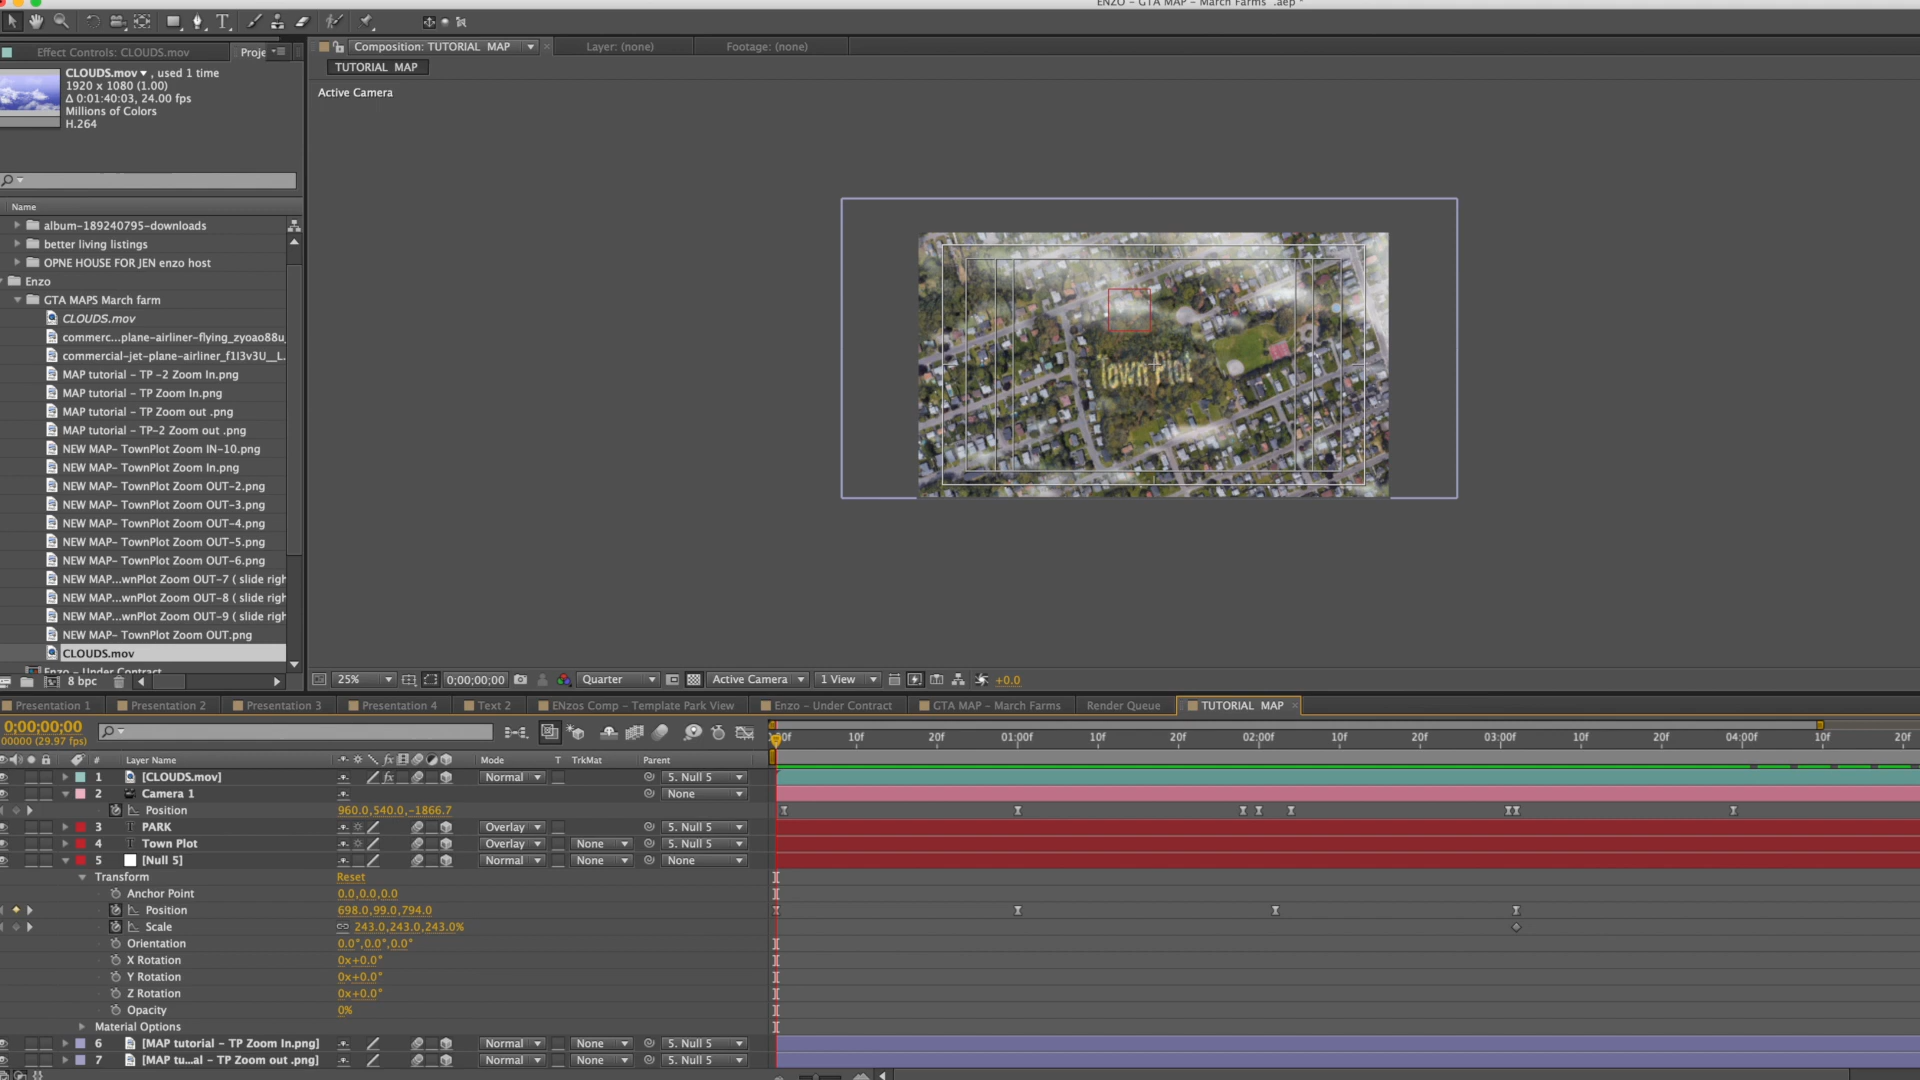 ENZO - GTA MAP - March Farms .aep *
T
Effect Controls: CLOUDS.mov
Proje
Composition: TUTORIAL MAP
Layer: (none)
Footage: (none)
TUTORIAL MAP
CLOUDS.mov▼, used 1 time
1920 x 1080 (1.00)
Δ 0:01:40:03, 24.00 fps
Millions of Colors
H.264
Active Camera
Name
album-189240795-downloads
better living listings
OPNE HOUSE FOR JEN enzo host
Enzo
GTA MAPS March farm
CLOUDS.mov
commerc...plane-airliner-flying_zyoao88u_
commercial-jet-plane-airliner_f1l3v3U__L.
MAP tutorial - TP -2 Zoom In.png
MAP tutorial - TP Zoom In.png
MAP tutorial - TP Zoom out .png
MAP tutorial - TP-2 Zoom out .png
NEW MAP- TownPlot Zoom IN-10.png
NEW MAP- TownPlot Zoom In.png
NEW MAP- TownPlot Zoom OUT-2.png
NEW MAP- TownPlot Zoom OUT-3.png
NEW MAP- TownPlot Zoom OUT-4.png
NEW MAP- TownPlot Zoom OUT-5.png
NEW MAP- TownPlot Zoom OUT-6.png
NEW MAP...wnPlot Zoom OUT-7 ( slide righ
NEW MAP...wnPlot Zoom OUT-8 ( slide righ
NEW MAP...wnPlot Zoom OUT-9 ( slide righ
NEW MAP- TownPlot Zoom OUT.png
CLOUDS.mov
Enzo - Under Contract
Town Plot
8 bpc
25%
0;00;00;00
Quarter
Active Camera
1 View
+0.0
Presentation 1
Presentation 2
Presentation 3
Presentation 4
Text 2
ENzos Comp - Template Park View
Enzo - Under Contract
GTA MAP - March Farms
Render Queue
TUTORIAL MAP
0;00;00;00
00000 (29.97 fps)
00f 10f 20f 01:00f 10f 20f 02:00f 10f 20f 03:00f 10f 20f 04:00f 10f 20f
# Layer Name fx Mode T TrkMat Parent
1 [CLOUDS.mov] fx Normal 5. Null 5
2 Camera 1 None
Position 960.0,540.0,-1866.7
3 T PARK Overlay 5. Null 5
4 T Town Plot Overlay None 5. Null 5
5 [Null 5] Normal None None
Transform Reset
Anchor Point 0.0,0.0,0.0
Position 698.0,99.0,794.0
Scale 243.0,243.0,243.0%
Orientation 0.0°,0.0°,0.0°
X Rotation 0x+0.0°
Y Rotation 0x+0.0°
Z Rotation 0x+0.0°
Opacity 0%
Material Options
6 [MAP tutorial - TP Zoom In.png] Normal None 5. Null 5
7 [MAP tu...al - TP Zoom out .png] Normal None 5. Null 5